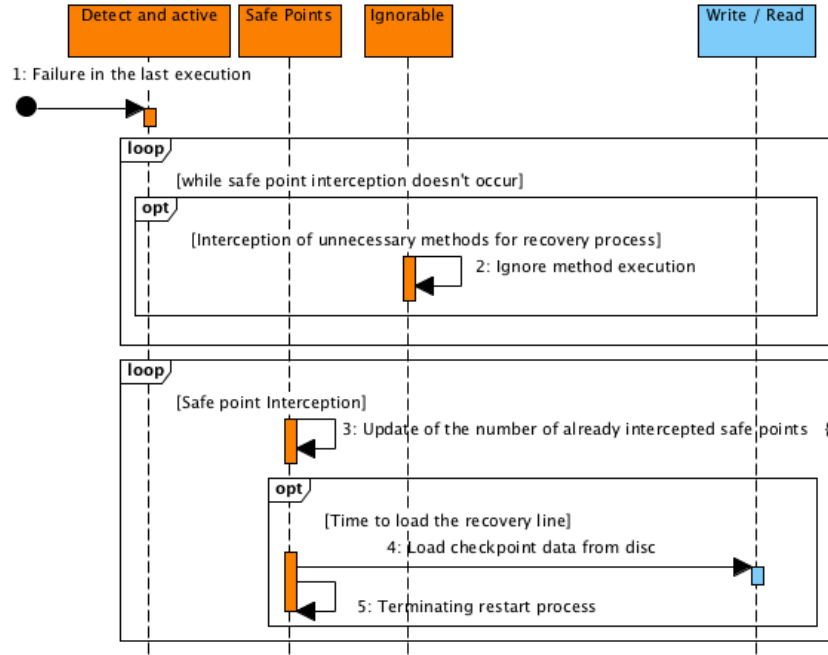 Detect and active
Safe Points
Ignorable
Write / Read
1: Failure in the last execution
loop
[while safe point interception doesn't occur]
opt
[Interception of unnecessary methods for recovery process]
2: Ignore method execution
loop
[Safe point Interception]
3: Update of the number of already intercepted safe points {
opt
[Time to load the recovery line]
4: Load checkpoint data from disc
5: Terminating restart process